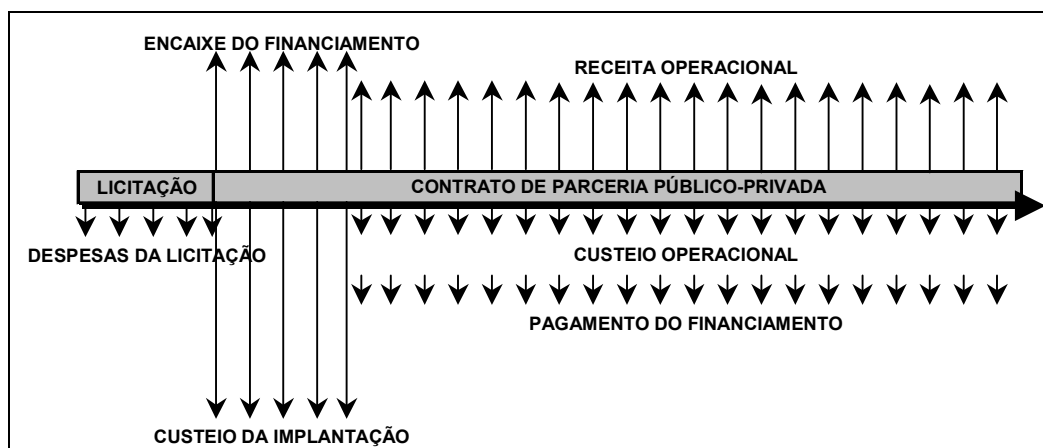 ENCAIXE DO FINANCIAMENTO
RECEITA OPERACIONAL
LICITAÇÃO
CONTRATO DE PARCERIA PÚBLICO-PRIVADA
DESPESAS DA LICITAÇÃO
CUSTEIO OPERACIONAL
PAGAMENTO DO FINANCIAMENTO
CUSTEIO DA IMPLANTAÇÃO